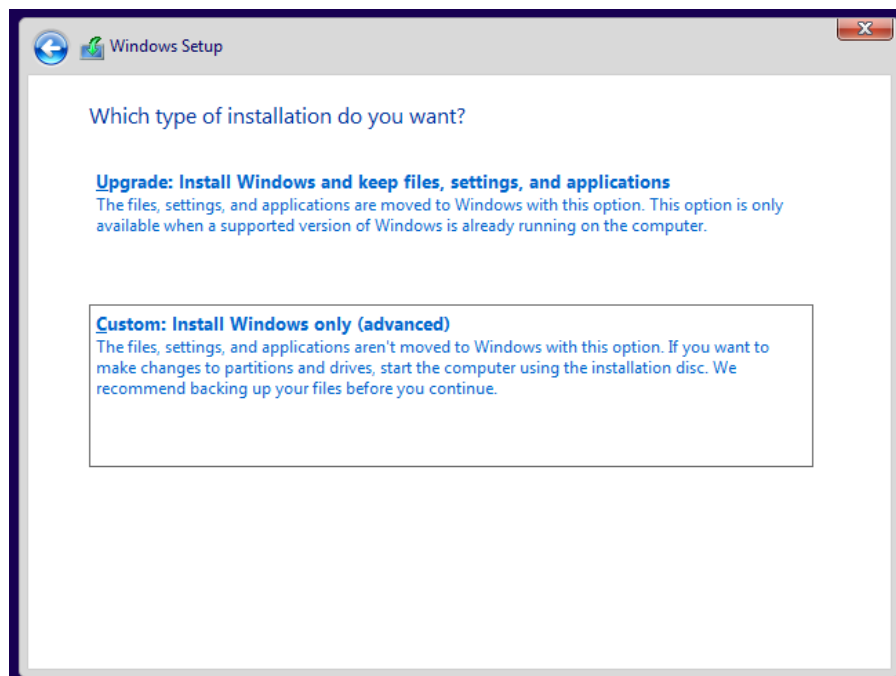 Windows Setup
Which type of installation do you want?
Upgrade: Install Windows and keep files, settings, and applications
The files, settings, and applications are moved to Windows with this option. This option is only
available when a supported version of Windows is already running on the computer.
Custom: Install Windows only (advanced)
The files, settings, and applications aren't moved to Windows with this option. If you want to
make changes to partitions and drives, start the computer using the installation disc. We
recommend backing up your files before you continue.